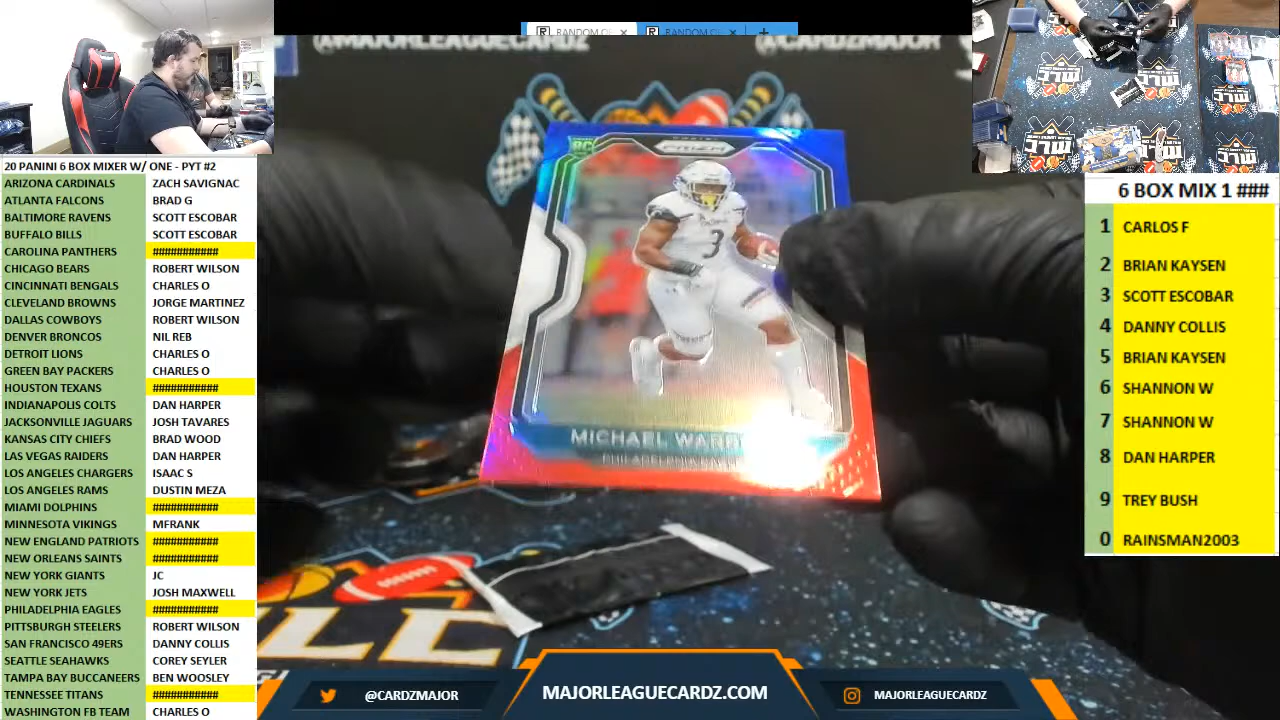 RANDOM
RANDOM
@MAJORLEAGUECARDZ
@CARDZMAJOR
20 PANINI 6 BOX MIXER W/ ONE - PYT #2
ARIZONA CARDINALS ZACH SAVIGNAC
ATLANTA FALCONS BRAD G
BALTIMORE RAVENS SCOTT ESCOBAR
BUFFALO BILLS SCOTT ESCOBAR
CAROLINA PANTHERS ###########
CHICAGO BEARS ROBERT WILSON
CINCINNATI BENGALS CHARLES O
CLEVELAND BROWNS JORGE MARTINEZ
DALLAS COWBOYS ROBERT WILSON
DENVER BRONCOS NIL REB
DETROIT LIONS CHARLES O
GREEN BAY PACKERS CHARLES O
HOUSTON TEXANS ###########
INDIANAPOLIS COLTS DAN HARPER
JACKSONVILLE JAGUARS JOSH TAVARES
KANSAS CITY CHIEFS BRAD WOOD
LAS VEGAS RAIDERS DAN HARPER
LOS ANGELES CHARGERS ISAAC S
LOS ANGELES RAMS DUSTIN MEZA
MIAMI DOLPHINS ###########
MINNESOTA VIKINGS MFRANK
NEW ENGLAND PATRIOTS ###########
NEW ORLEANS SAINTS ###########
NEW YORK GIANTS JC
NEW YORK JETS JOSH MAXWELL
PHILADELPHIA EAGLES ###########
PITTSBURGH STEELERS ROBERT WILSON
SAN FRANCISCO 49ERS DANNY COLLIS
SEATTLE SEAHAWKS COREY SEYLER
TAMPA BAY BUCCANEERS BEN WOOSLEY
TENNESSEE TITANS ###########
WASHINGTON FB TEAM CHARLES O
RC
PRIZM
3
MICHAEL
PHILADELPHIA
6 BOX MIX 1 ###
1 CARLOS F
2 BRIAN KAYSEN
3 SCOTT ESCOBAR
4 DANNY COLLIS
5 BRIAN KAYSEN
6 SHANNON W
7 SHANNON W
8 DAN HARPER
9 TREY BUSH
0 RAINSMAN2003
@CARDZMAJOR
MAJORLEAGUECARDZ.COM
MAJORLEAGUECARDZ